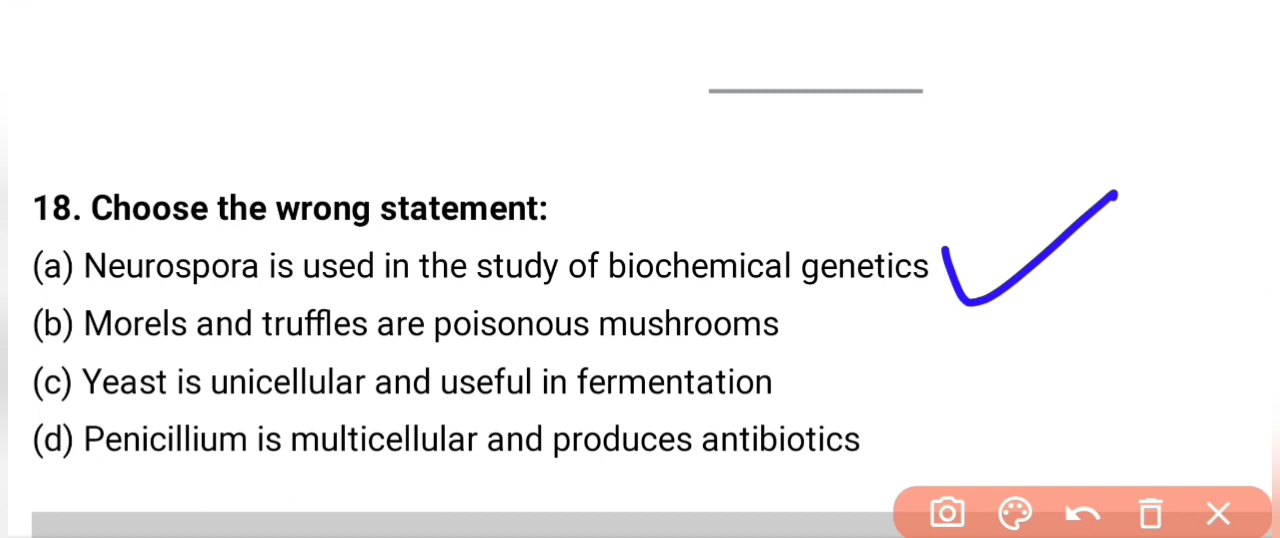 18. Choose the wrong statement:
(a) Neurospora is used in the study of biochemical genetics
(b) Morels and truffles are poisonous mushrooms
(c) Yeast is unicellular and useful in fermentation
(d) Penicillium is multicellular and produces antibiotics